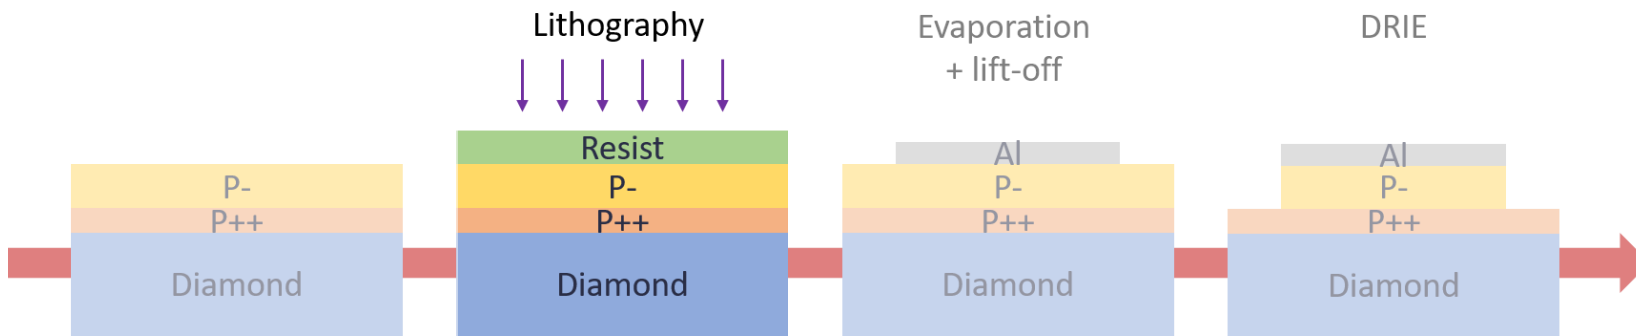 Lithography
Evaporation
+ lift-off
DRIE
P-
P++
Diamond
Resist
P-
P++
Diamond
Al
P-
P++
Diamond
Al
P-
P++
Diamond